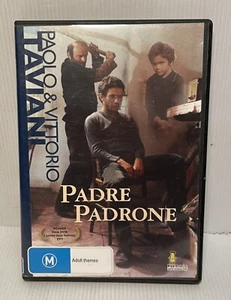 PAOLO & VITTORIO
TAVIANI
PADRE
PADRONE
M
Adult themes